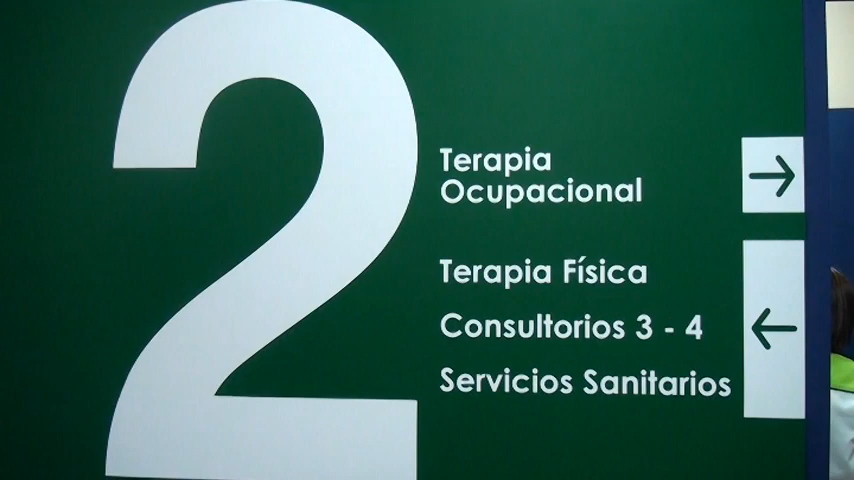 2
Terapia
Ocupacional
→
Terapia Física
Consultorios 3 - 4
←
Servicios Sanitarios